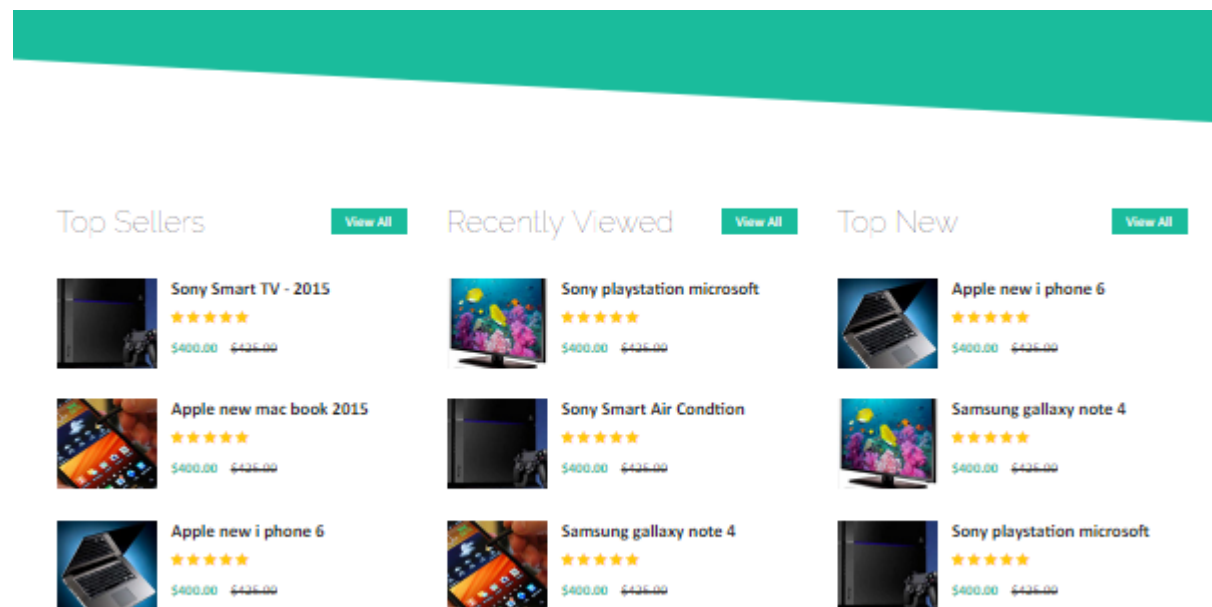 Top Sellers
View All
Sony Smart TV - 2015
$400.00 $425.00
Apple new mac book 2015
$400.00 $425.00
Apple new i phone 6
$400.00 $425.00
Recently Viewed
View All
Sony playstation microsoft
$400.00 $425.00
Sony Smart Air Condtion
$400.00 $425.00
Samsung gallaxy note 4
$400.00 $425.00
Top New
View All
Apple new i phone 6
$400.00 $425.00
Samsung gallaxy note 4
$400.00 $425.00
Sony playstation microsoft
$400.00 $425.00